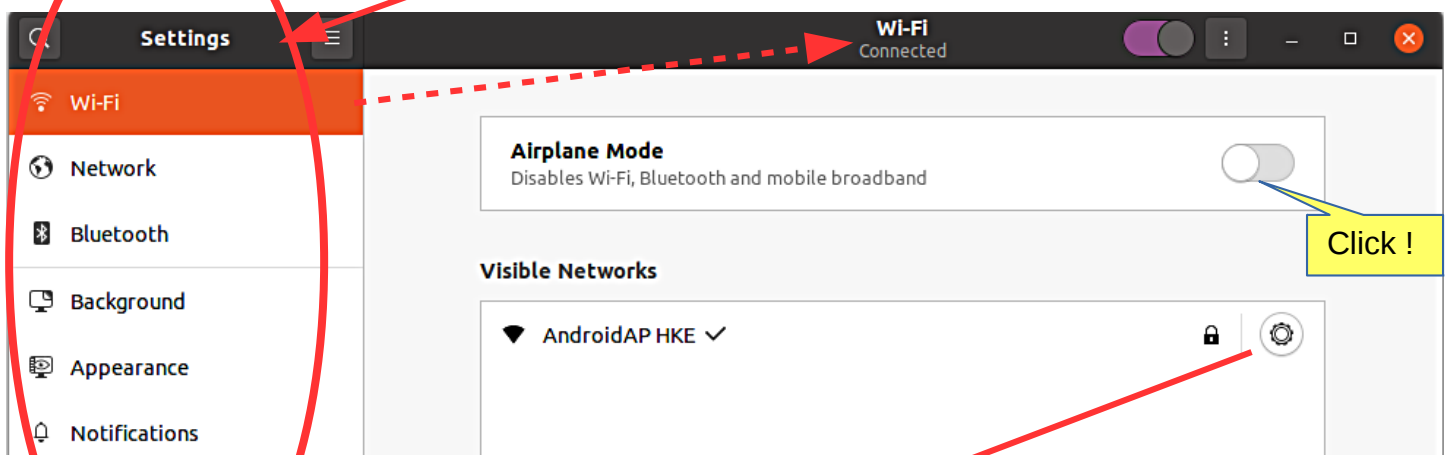 Settings
Wi-Fi
Connected
Wi-Fi
Network
Bluetooth
Background
Appearance
Notifications
Airplane Mode
Disables Wi-Fi, Bluetooth and mobile broadband
Click !
Visible Networks
AndroidAP HKE